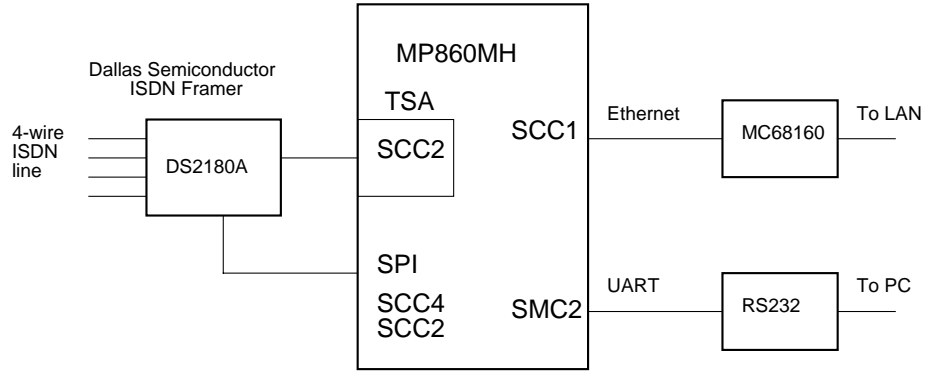 MP860MH
Dallas Semiconductor
ISDN Framer
TSA
4-wire
ISDN
line
DS2180A
SCC2
SCC1
Ethernet
MC68160
To LAN
SPI
SCC4
SCC2
SMC2
UART
RS232
To PC